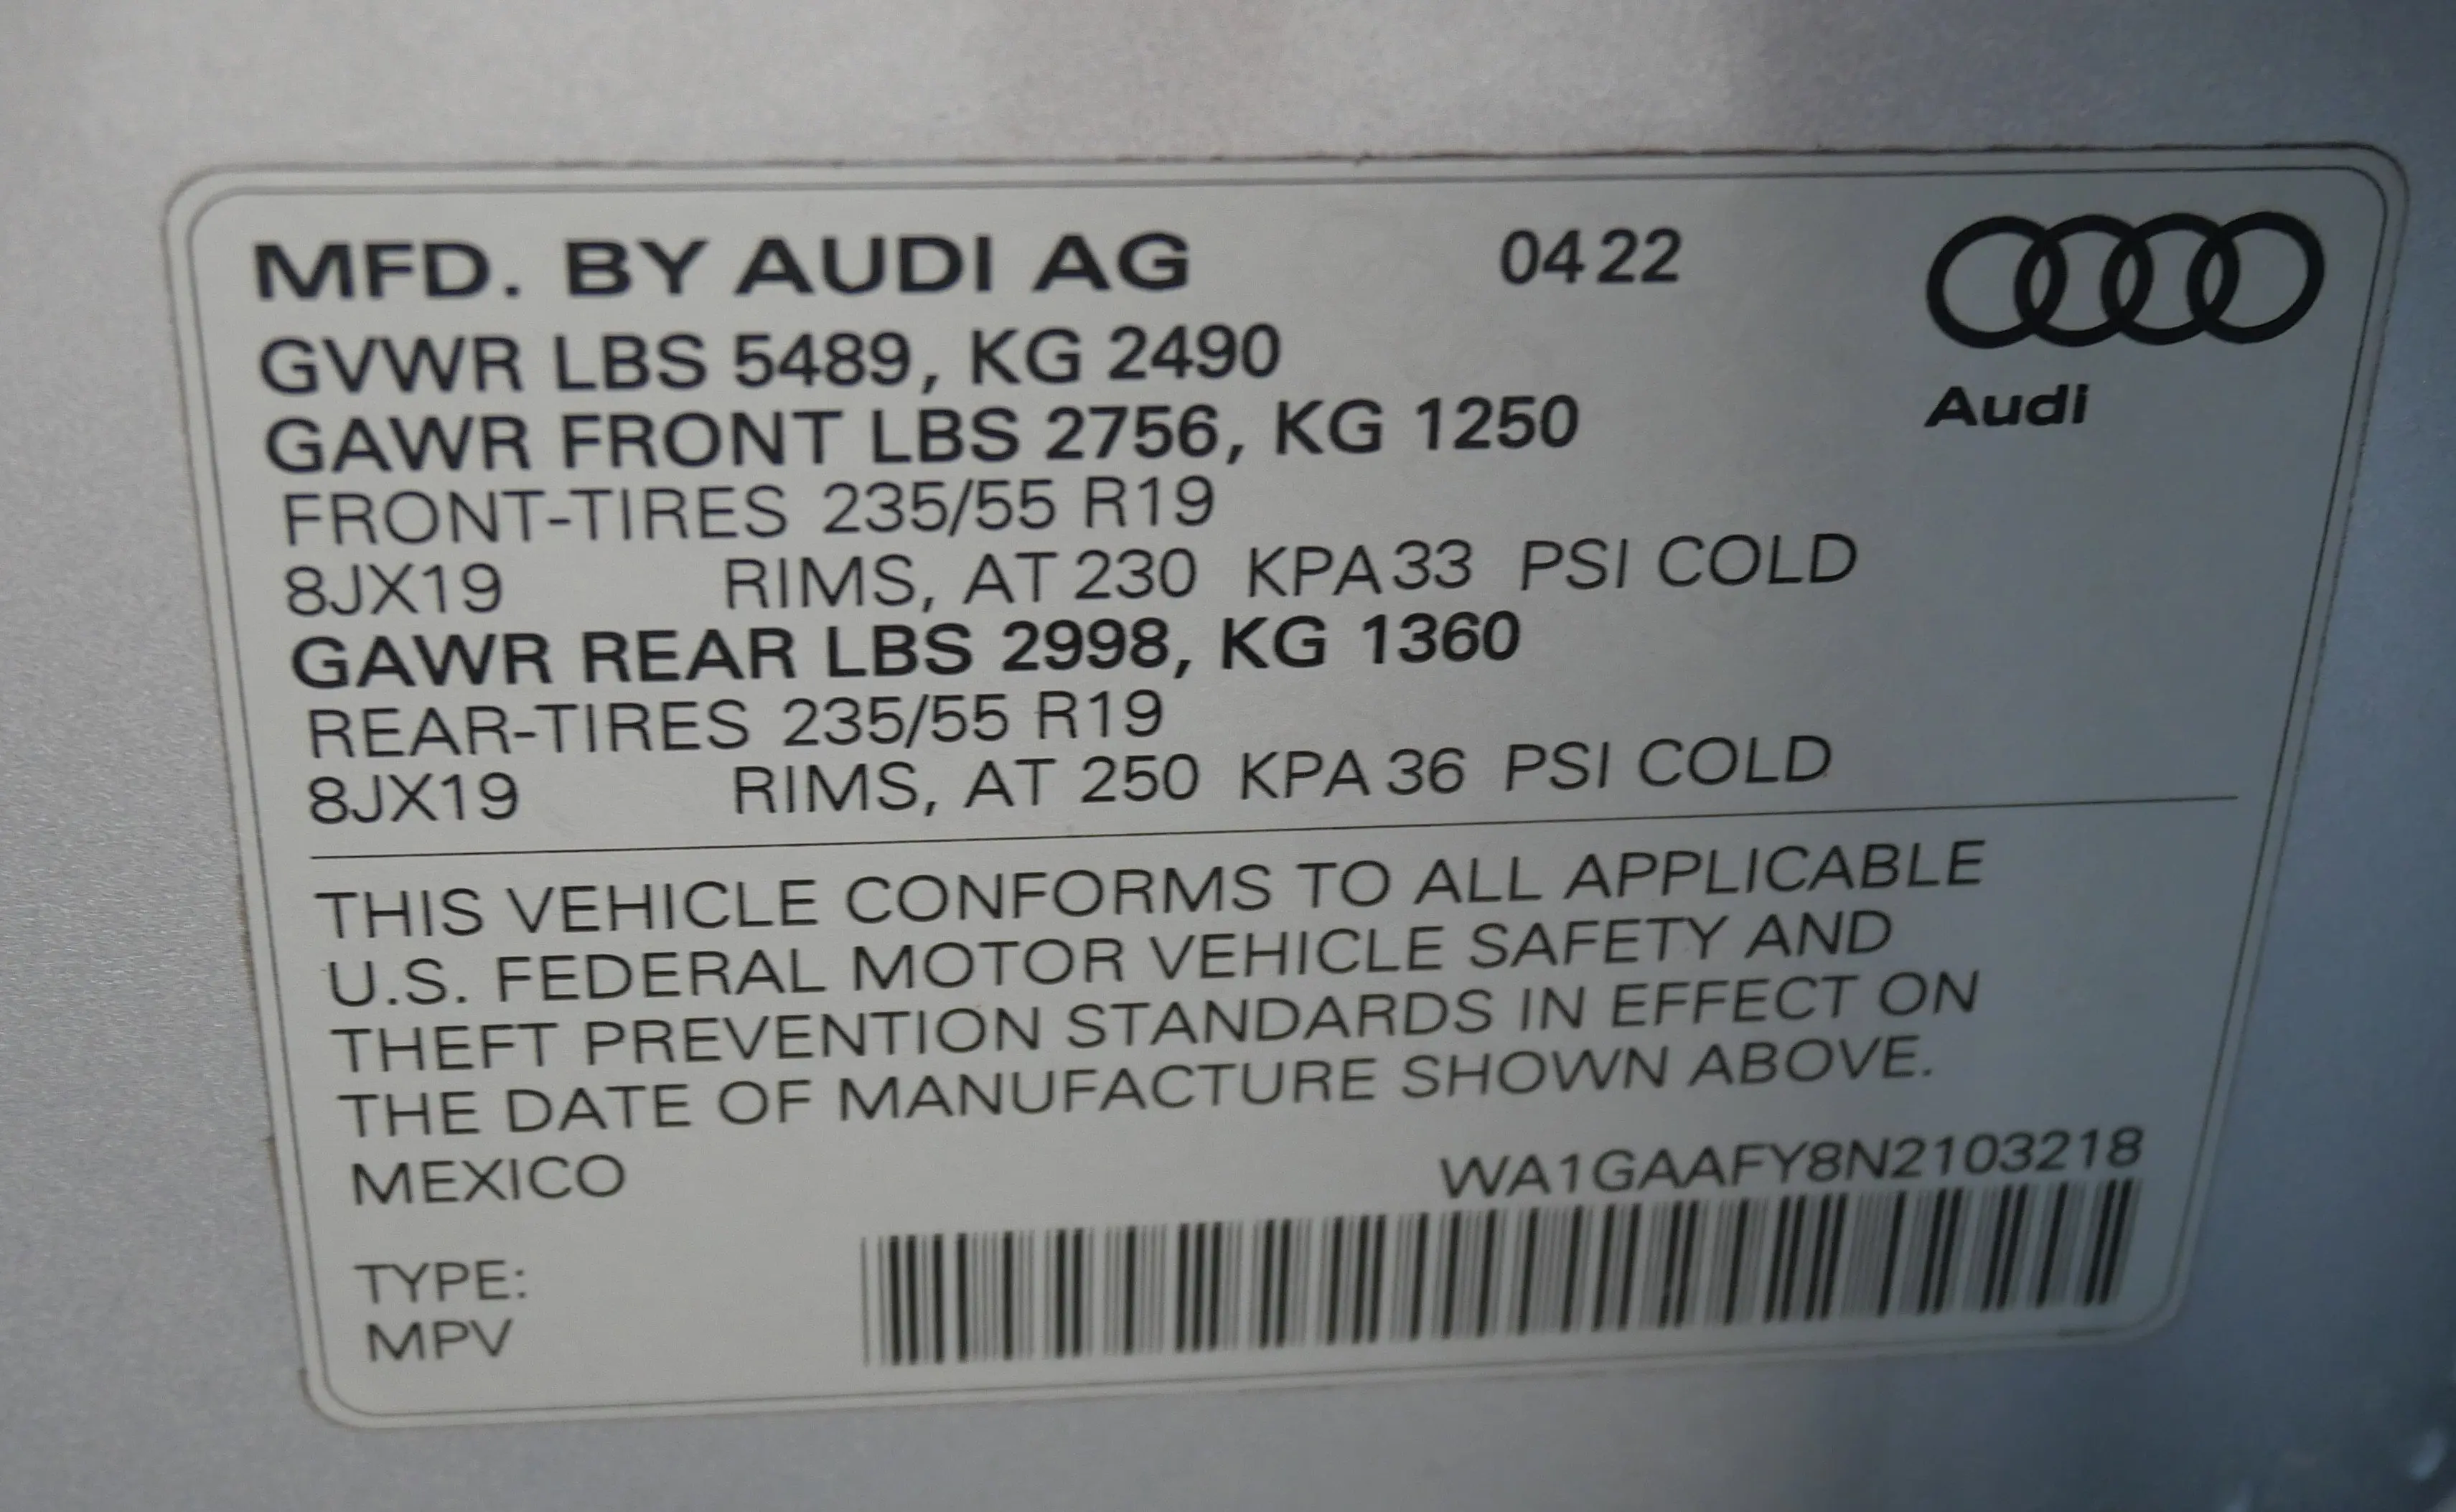 MFD. BY AUDI AG 04 22
Audi
GVWR LBS 5489, KG 2490
GAWR FRONT LBS 2756, KG 1250
FRONT-TIRES 235/55 R19
8JX19 RIMS, AT 230 KPA 33 PSI COLD
GAWR REAR LBS 2998, KG 1360
REAR-TIRES 235/55 R19
8JX19 RIMS, AT 250 KPA 36 PSI COLD
THIS VEHICLE CONFORMS TO ALL APPLICABLE
U.S. FEDERAL MOTOR VEHICLE SAFETY AND
THEFT PREVENTION STANDARDS IN EFFECT ON
THE DATE OF MANUFACTURE SHOWN ABOVE.
MEXICO WA1GAAFY8N2103218
TYPE:
MPV